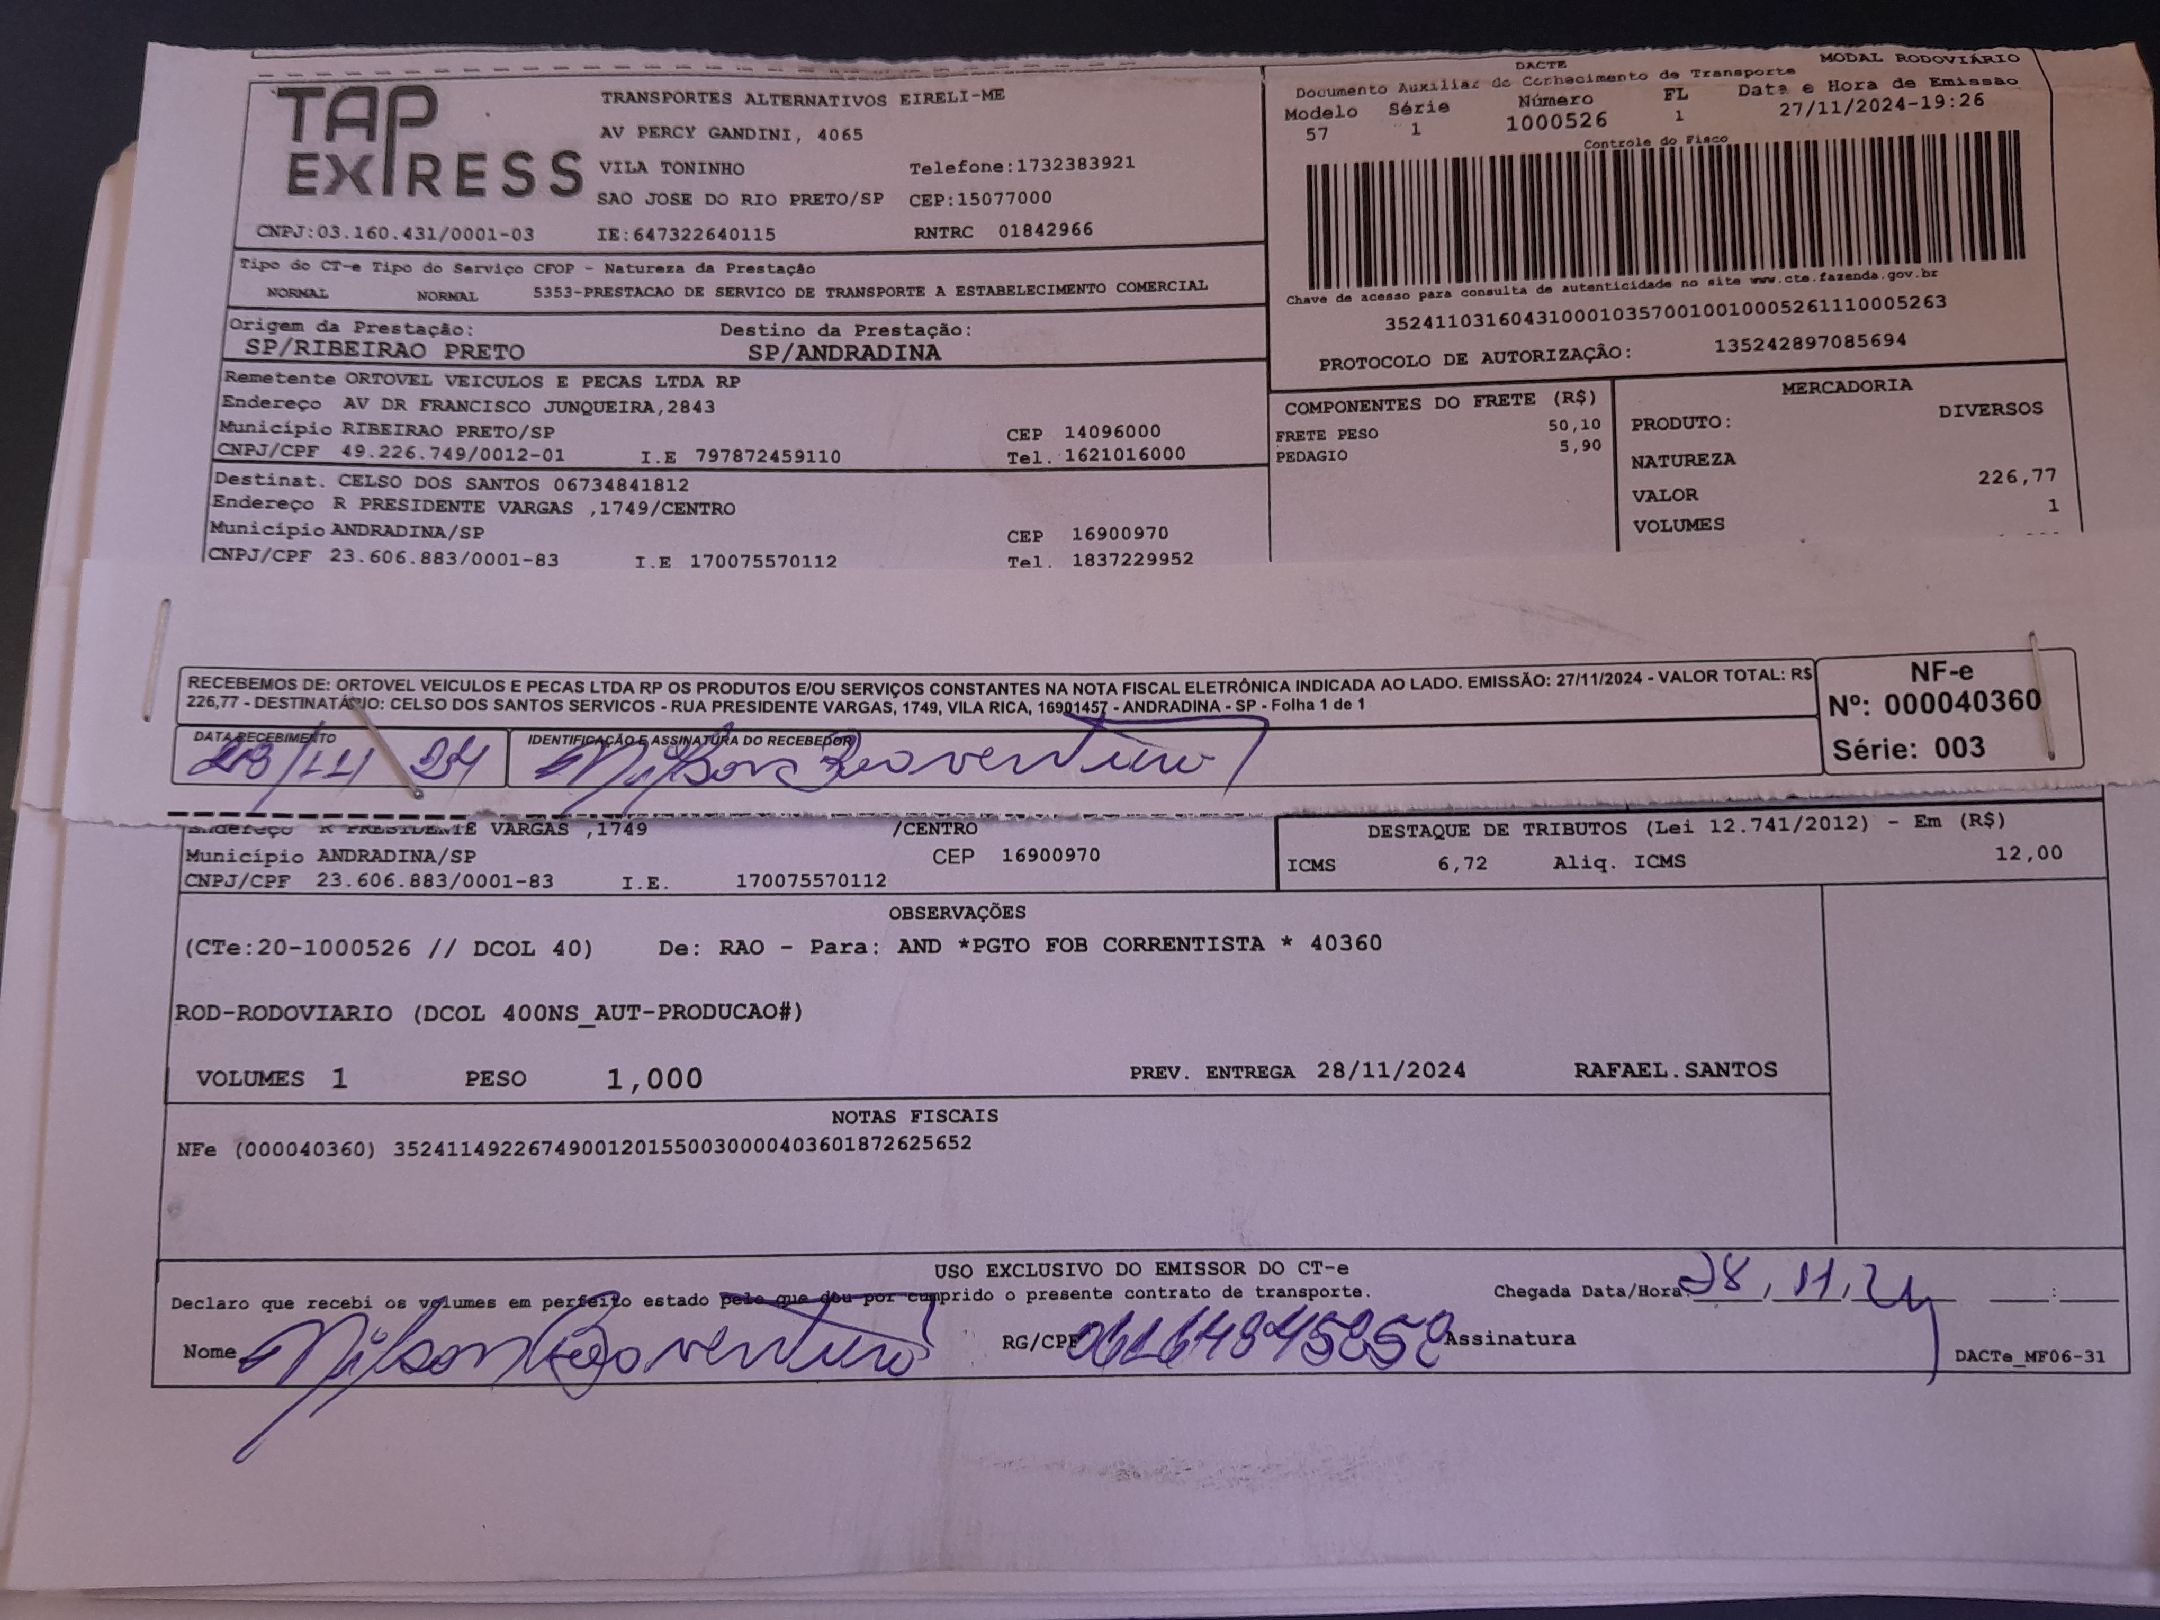 TAP EXPRESS
TRANSPORTES ALTERNATIVOS EIRELI-ME
AV PERCY GANDINI, 4065
VILA TONINHO Telefone:1732383921
SAO JOSE DO RIO PRETO/SP CEP:15077000
CNPJ:03.160.431/0001-03 IE:647322640115 RNTRC 01842966
DACTE MODAL RODOVIÁRIO
Documento Auxiliar de Conhecimento de Transporte
Modelo Série Número FL Data e Hora de Emissão
57 1 1000526 1 27/11/2024-19:26
Controle do Fisco
Chave de acesso para consulta de autenticidade no site www.cte.fazenda.gov.br
35241103160431000103570010010005261110005263
PROTOCOLO DE AUTORIZAÇÃO: 135242897085694
Tipo do CT-e Tipo do Serviço CFOP - Natureza da Prestação
NORMAL NORMAL 5353-PRESTACAO DE SERVICO DE TRANSPORTE A ESTABELECIMENTO COMERCIAL
Origem da Prestação: Destino da Prestação:
SP/RIBEIRAO PRETO SP/ANDRADINA
Remetente ORTOVEL VEICULOS E PECAS LTDA RP
Endereço AV DR FRANCISCO JUNQUEIRA,2843
Município RIBEIRAO PRETO/SP CEP 14096000
CNPJ/CPF 49.226.749/0012-01 I.E 797872459110 Tel. 1621016000
Destinat. CELSO DOS SANTOS 06734841812
Endereço R PRESIDENTE VARGAS ,1749/CENTRO
Município ANDRADINA/SP CEP 16900970
CNPJ/CPF 23.606.883/0001-83 I.E 170075570112 Tel. 1837229952
COMPONENTES DO FRETE (R$)
FRETE PESO 50,10
PEDAGIO 5,90
MERCADORIA
PRODUTO: DIVERSOS
NATUREZA
VALOR 226,77
VOLUMES 1
RECEBEMOS DE: ORTOVEL VEICULOS E PECAS LTDA RP OS PRODUTOS E/OU SERVIÇOS CONSTANTES NA NOTA FISCAL ELETRÔNICA INDICADA AO LADO. EMISSÃO: 27/11/2024 - VALOR TOTAL: R$
226,77 - DESTINATÁRIO: CELSO DOS SANTOS SERVICOS - RUA PRESIDENTE VARGAS, 1749, VILA RICA, 16901457 - ANDRADINA - SP - Folha 1 de 1
NF-e
Nº: 000040360
Série: 003
DATA RECEBIMENTO IDENTIFICAÇÃO E ASSINATURA DO RECEBEDOR
28/11/24 Nilson Boaventura
Endereço R PRESIDENTE VARGAS ,1749 /CENTRO
Município ANDRADINA/SP CEP 16900970
CNPJ/CPF 23.606.883/0001-83 I.E. 170075570112
DESTAQUE DE TRIBUTOS (Lei 12.741/2012) - Em (R$)
ICMS 6,72 Aliq. ICMS 12,00
OBSERVAÇÕES
(CTe:20-1000526 // DCOL 40) De: RAO - Para: AND *PGTO FOB CORRENTISTA * 40360
ROD-RODOVIARIO (DCOL 400NS_AUT-PRODUCAO#)
VOLUMES 1 PESO 1,000 PREV. ENTREGA 28/11/2024 RAFAEL.SANTOS
NOTAS FISCAIS
NFe (000040360) 35241149226749001201550030000403601872625652
USO EXCLUSIVO DO EMISSOR DO CT-e
Declaro que recebi os volumes em perfeito estado pelo que dou por cumprido o presente contrato de transporte. Chegada Data/Hora: 28,11,24 :
Nome Nilson Boaventura RG/CPF Assinatura
DACTe_MF06-31